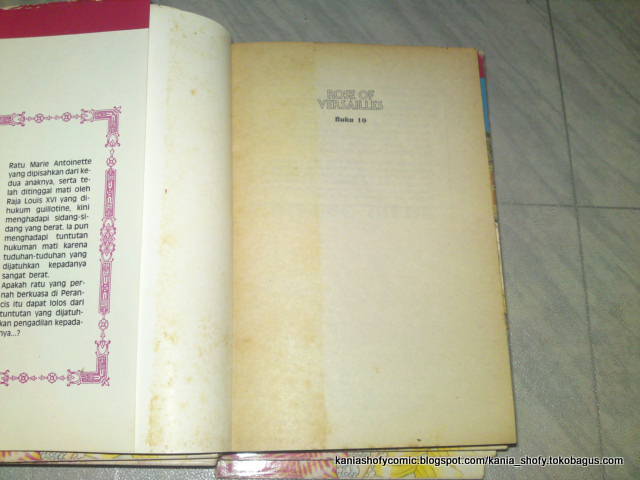 Ratu Marie Antoinette
yang dipisahkan dari ke-
dua anaknya, serta te-
lah ditinggal mati oleh
Raja Louis XVI yang di-
hukum guillotine, kini
menghadapi sidang-si-
dang yang berat. Ia pun
menghadapi tuntutan
hukuman mati karena
tuduhan-tuduhan yang
dijatuhkan kepadanya
sangat berat.
Apakah ratu yang per-
nah berkuasa di Peran-
cis itu dapat lolos dari
tuntutan yang dijatuh-
kan pengadilan kepada-
nya...?
ROSE OF
VERSAILLES
Buku 10
kaniashofycomic.blogspot.com/kania_shofy.tokobagus.com